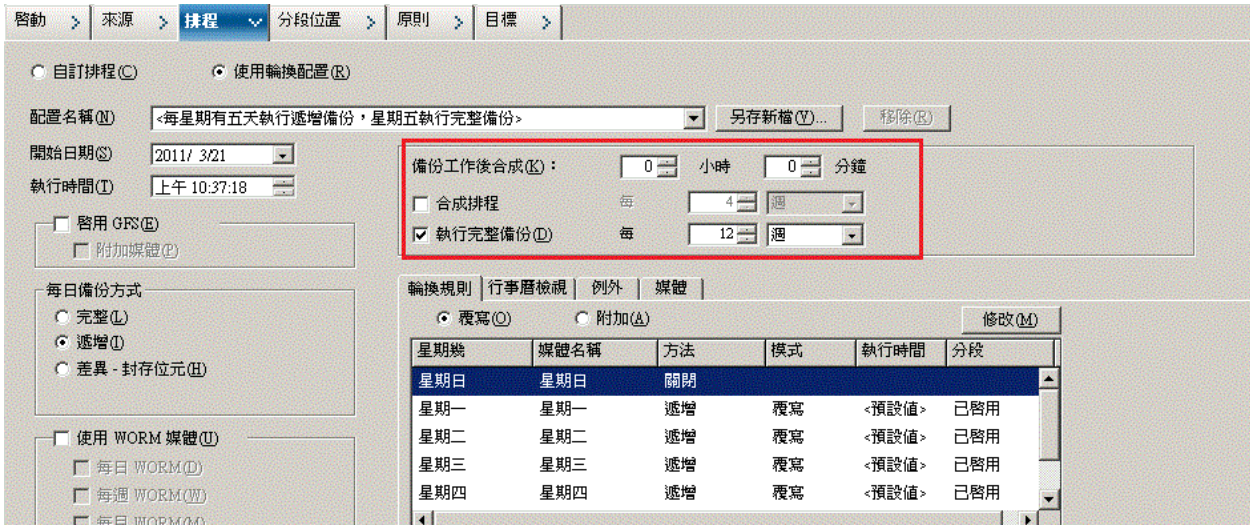 啓動 來源 排程 分段位置 原則 目標
自訂排程(C) 使用輪換配置(R)
配置名稱(N) <每星期有五天執行遞增備份，星期五執行完整備份> 另存新檔(V)... 移除(R)
開始日期(S) 2011/ 3/21
執行時間(T) 上午 10:37:18
啓用 GFS(E)
附加媒體(P)
備份工作後合成(K)： 0 小時 0 分鐘
合成排程 每 4 週
執行完整備份(D) 每 12 週
每日備份方式
完整(L)
遞增(I)
差異 - 封存位元(H)
使用 WORM 媒體(U)
每日 WORM(D)
每週 WORM(W)
每月 WORM(M)
輪換規則 行事曆檢視 例外 媒體
覆寫(O) 附加(A) 修改(M)
星期幾 媒體名稱 方法 模式 執行時間 分段
星期日 星期日 關閉
星期一 星期一 遞增 覆寫 <預設值> 已啓用
星期二 星期二 遞增 覆寫 <預設值> 已啓用
星期三 星期三 遞增 覆寫 <預設值> 已啓用
星期四 星期四 遞增 覆寫 <預設值> 已啓用